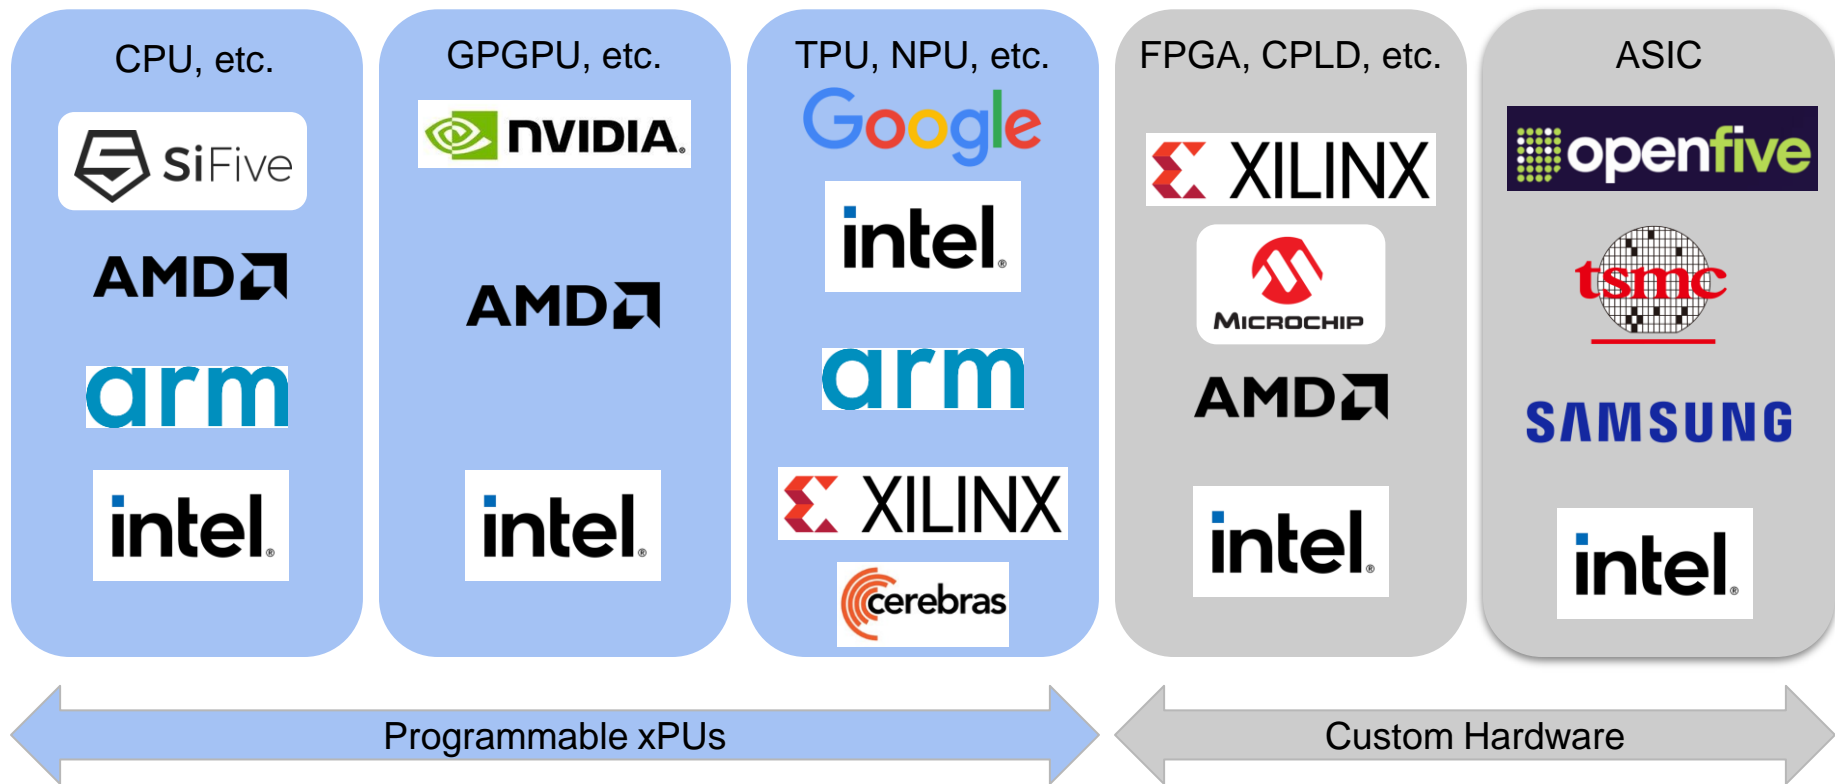 CPU, etc.
SiFive
AMD
arm
intel®
GPGPU, etc.
NVIDIA®
AMD
intel®
TPU, NPU, etc.
Google
intel®
arm
XILINX
cerebras
FPGA, CPLD, etc.
XILINX
MICROCHIP
AMD
intel®
ASIC
openfive
tsmc
SAMSUNG
intel®
Programmable xPUs
Custom Hardware